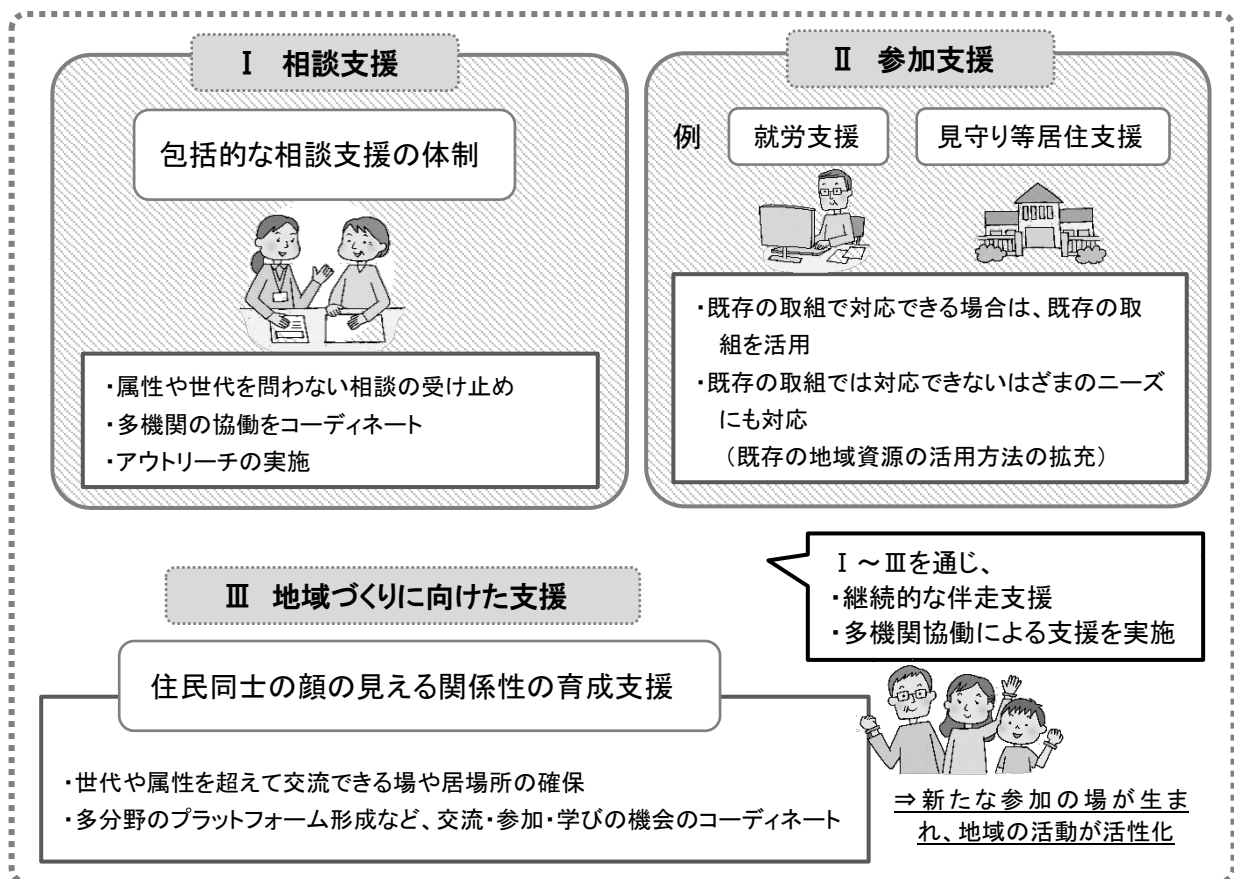 Ⅰ 相談支援
包括的な相談支援の体制
・属性や世代を問わない相談の受け止め
・多機関の協働をコーディネート
・アウトリーチの実施
Ⅱ 参加支援
例 就労支援 見守り等居住支援
・既存の取組で対応できる場合は、既存の取
組を活用
・既存の取組では対応できないはざまのニーズ
にも対応
（既存の地域資源の活用方法の拡充）
Ⅰ～Ⅲを通じ、
・継続的な伴走支援
・多機関協働による支援を実施
Ⅲ 地域づくりに向けた支援
住民同士の顔の見える関係性の育成支援
・世代や属性を超えて交流できる場や居場所の確保
・多分野のプラットフォーム形成など、交流・参加・学びの機会のコーディネート
⇒新たな参加の場が生ま
れ、地域の活動が活性化